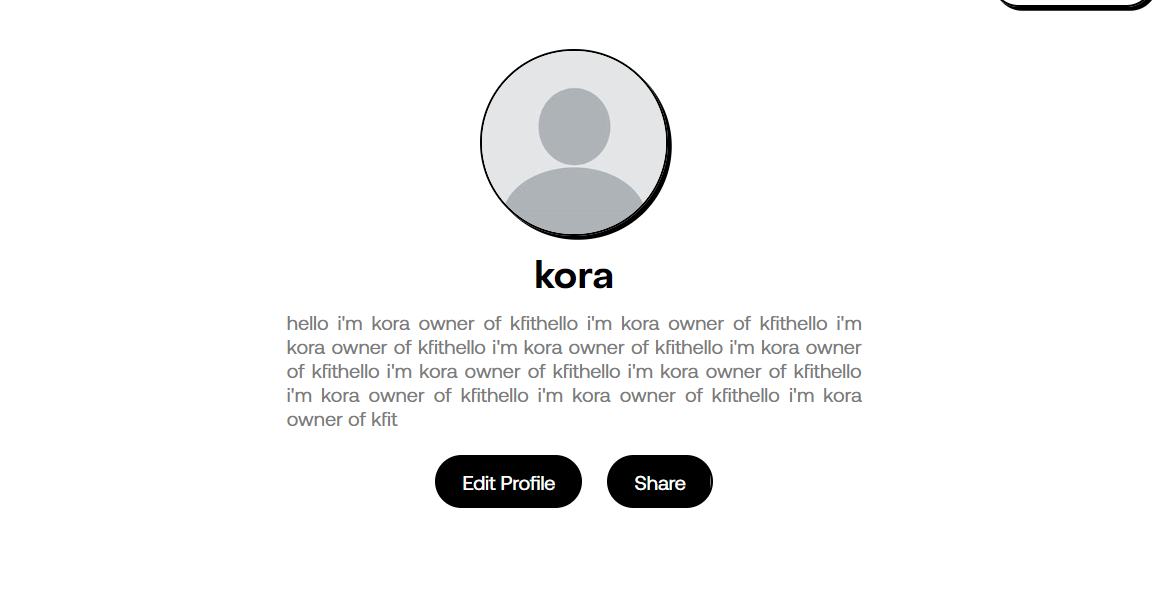 kora
hello i'm kora owner of kfithello i'm kora owner of kfithello i'm
kora owner of kfithello i'm kora owner of kfithello i'm kora owner
of kfithello i'm kora owner of kfithello i'm kora owner of kfithello
i'm kora owner of kfithello i'm kora owner of kfithello i'm kora
owner of kfit
Edit Profile
Share